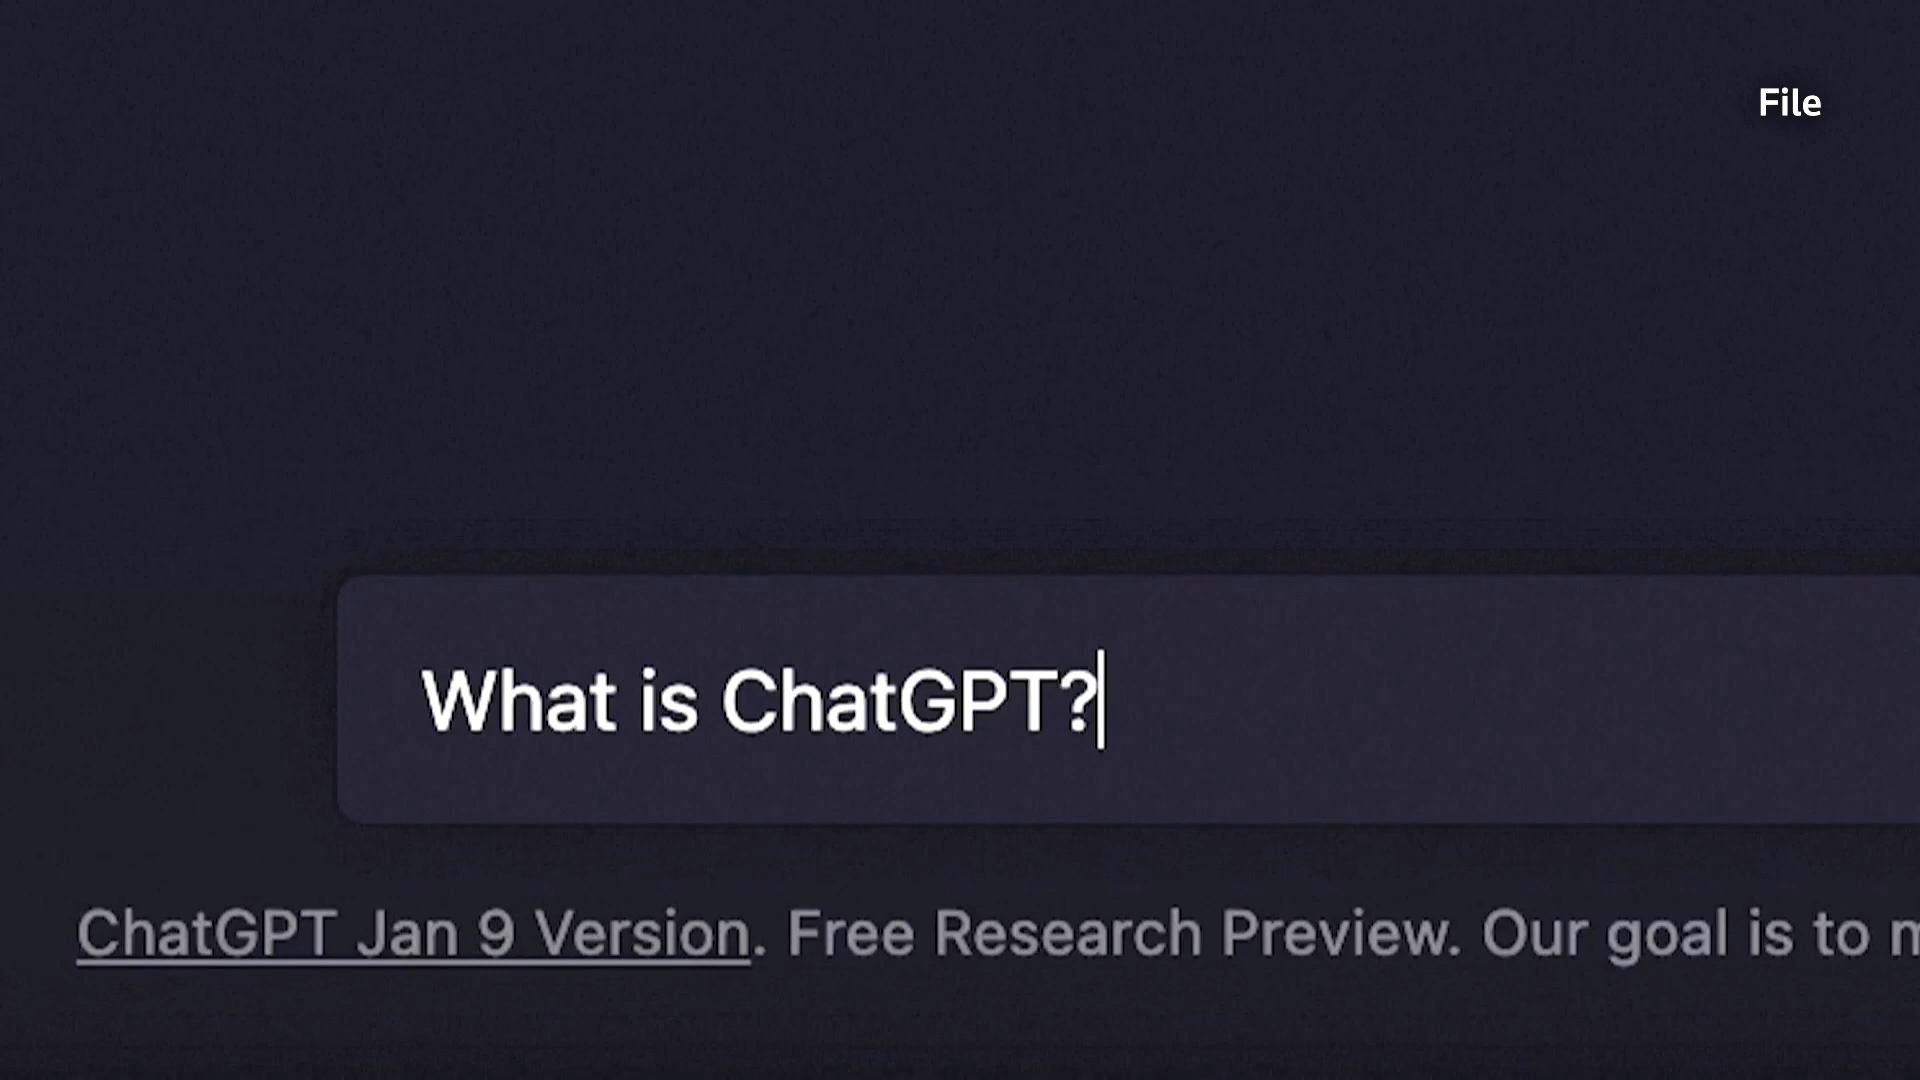 File
What is ChatGPT?
ChatGPT Jan 9 Version. Free Research Preview. Our goal is to